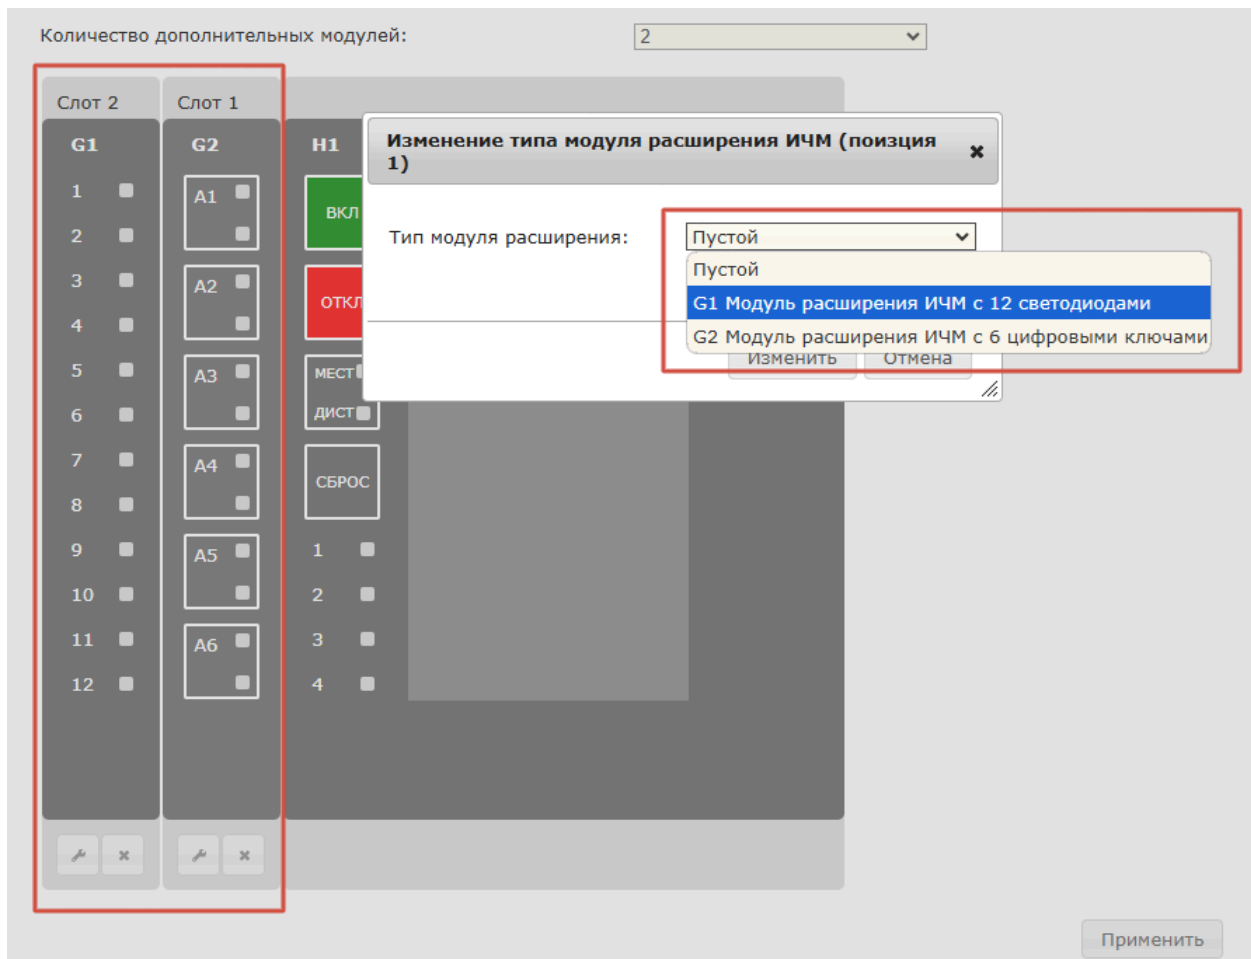 Количество дополнительных модулей:
2
Слот 2
Слот 1
G1
G2
H1
Изменение типа модуля расширения ИЧМ (поизция
1)
1
A1
ВКЛ
2
Тип модуля расширения:
Пустой
Пустой
3
A2
ОТКЛ
G1 Модуль расширения ИЧМ с 12 светодиодами
4
G2 Модуль расширения ИЧМ с 6 цифровыми ключами
Изменить
Отмена
5
A3
МЕСТ
6
ДИСТ
7
A4
СБРОС
8
9
A5
1
10
2
11
A6
3
12
4
Применить